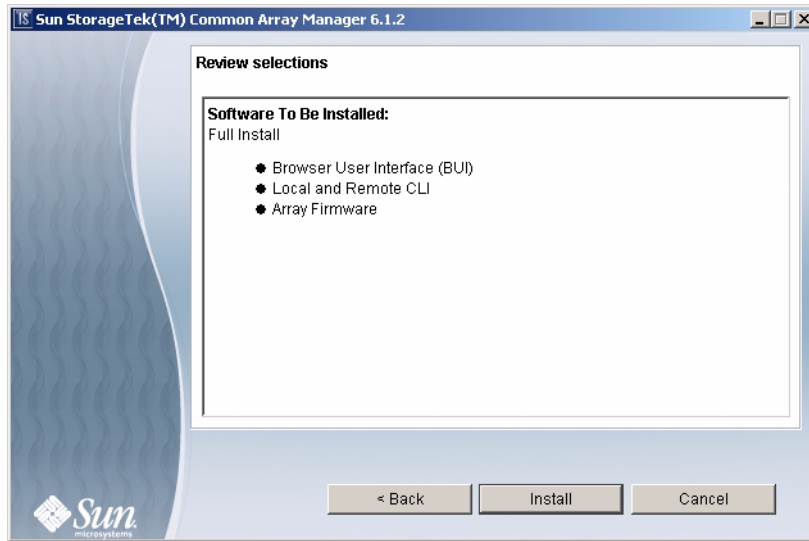 Sun StorageTek(TM) Common Array Manager 6.1.2
Review selections
Software To Be Installed:
Full Install
Browser User Interface (BUI)
Local and Remote CLI
Array Firmware
< Back
Install
Cancel
Sun
microsystems